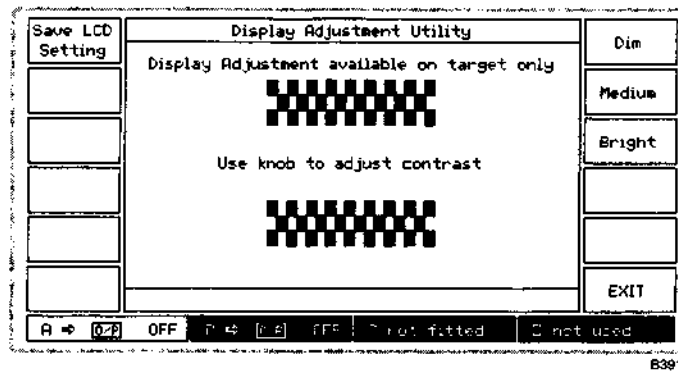 Save LCD
Setting
Display Adjustment Utility
Dim
Display Adjustment available on target only
Medium
Bright
Use knob to adjust contrast
EXIT
A ⇨ O/P OFF ⇨ not fitted not used
B39